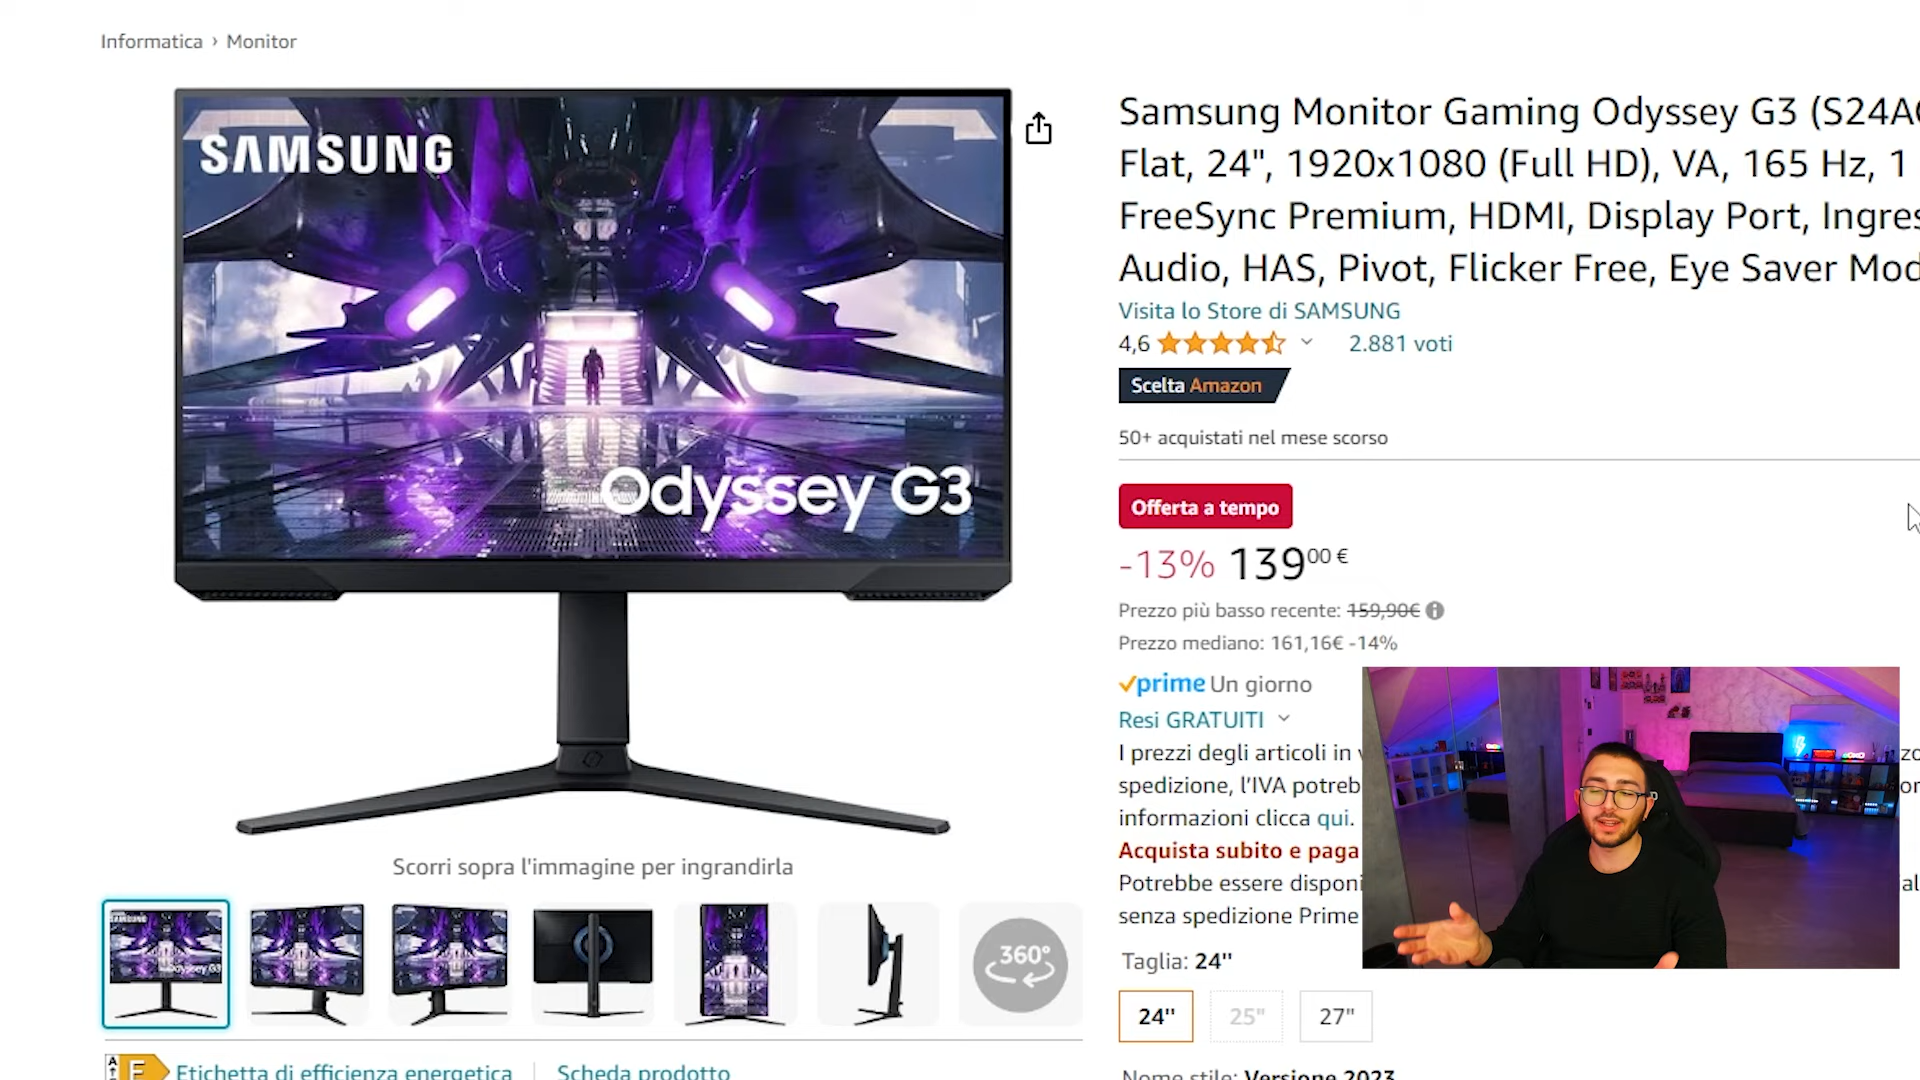 Informatica › Monitor
SAMSUNG
Odyssey G3
Scorri sopra l'immagine per ingrandirla
360°
Etichetta di efficienza energetica
Scheda prodotto
Samsung Monitor Gaming Odyssey G3
Flat, 24", 1920x1080 (Full HD), VA, 165 Hz, 1
FreeSync Premium, HDMI, Display Port,
Audio, HAS, Pivot, Flicker Free, Eye Saver
Visita lo Store di SAMSUNG
4,6 2.881 voti
Scelta Amazon
50+ acquistati nel mese scorso
Offerta a tempo
-13% 139 00 €
Prezzo più basso recente: 159,90€
Prezzo mediano: 161,16€ -14%
prime Un giorno
Resi GRATUITI
I prezzi degli articoli in
spedizione, l’IVA
informazioni clicca qui.
Acquista subito e paga
Potrebbe essere
senza spedizione Prime
Taglia: 24''
24'' 25" 27"
Nome stile: Versione 2023